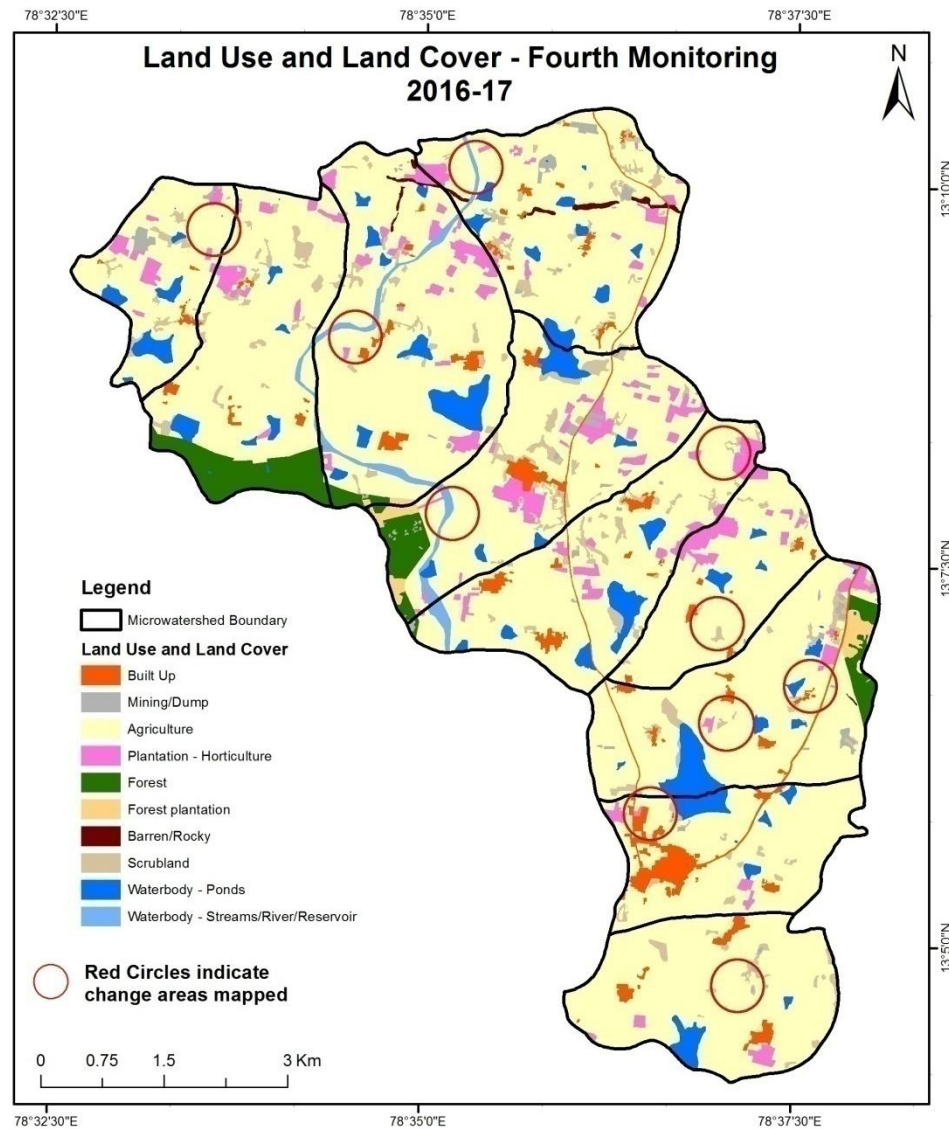 78°32'30"E 78°35'0"E 78°37'30"E
Land Use and Land Cover - Fourth Monitoring
2016-17
N
13°10'0"N
13°7'30"N
13°5'0"N
Legend
Microwatershed Boundary
Land Use and Land Cover
Built Up
Mining/Dump
Agriculture
Plantation - Horticulture
Forest
Forest plantation
Barren/Rocky
Scrubland
Waterbody - Ponds
Waterbody - Streams/River/Reservoir
Red Circles indicate
change areas mapped
0 0.75 1.5 3 Km
78°32'30"E 78°35'0"E 78°37'30"E